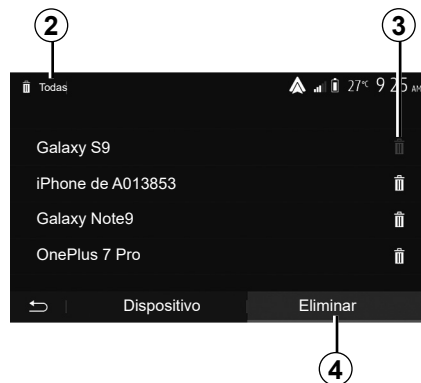 2 3
Todas 27°C 9 25 AM
Galaxy S9
iPhone de A013853
Galaxy Note9
OnePlus 7 Pro
Dispositivo Eliminar
4